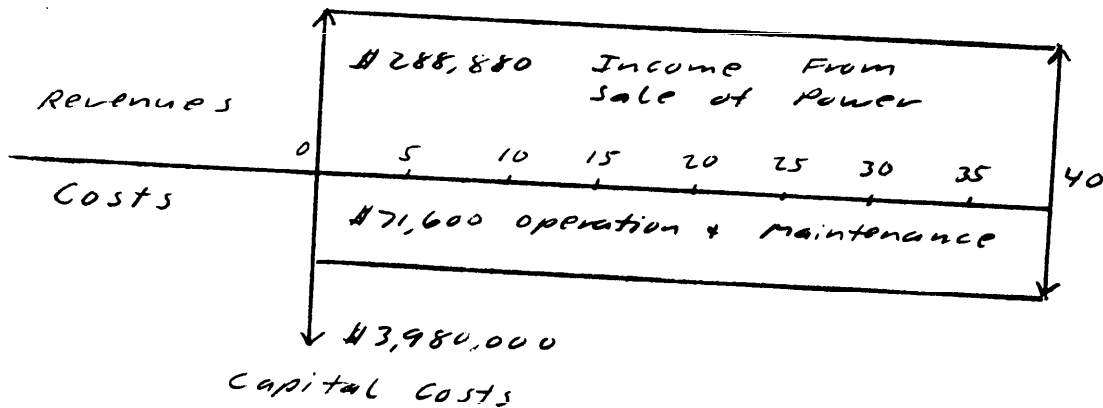 $288,880 Income From
Sale of Power
Revenues
0 5 10 15 20 25 30 35 40
Costs
$71,600 operation + Maintenance
$3,980,000
Capital Costs